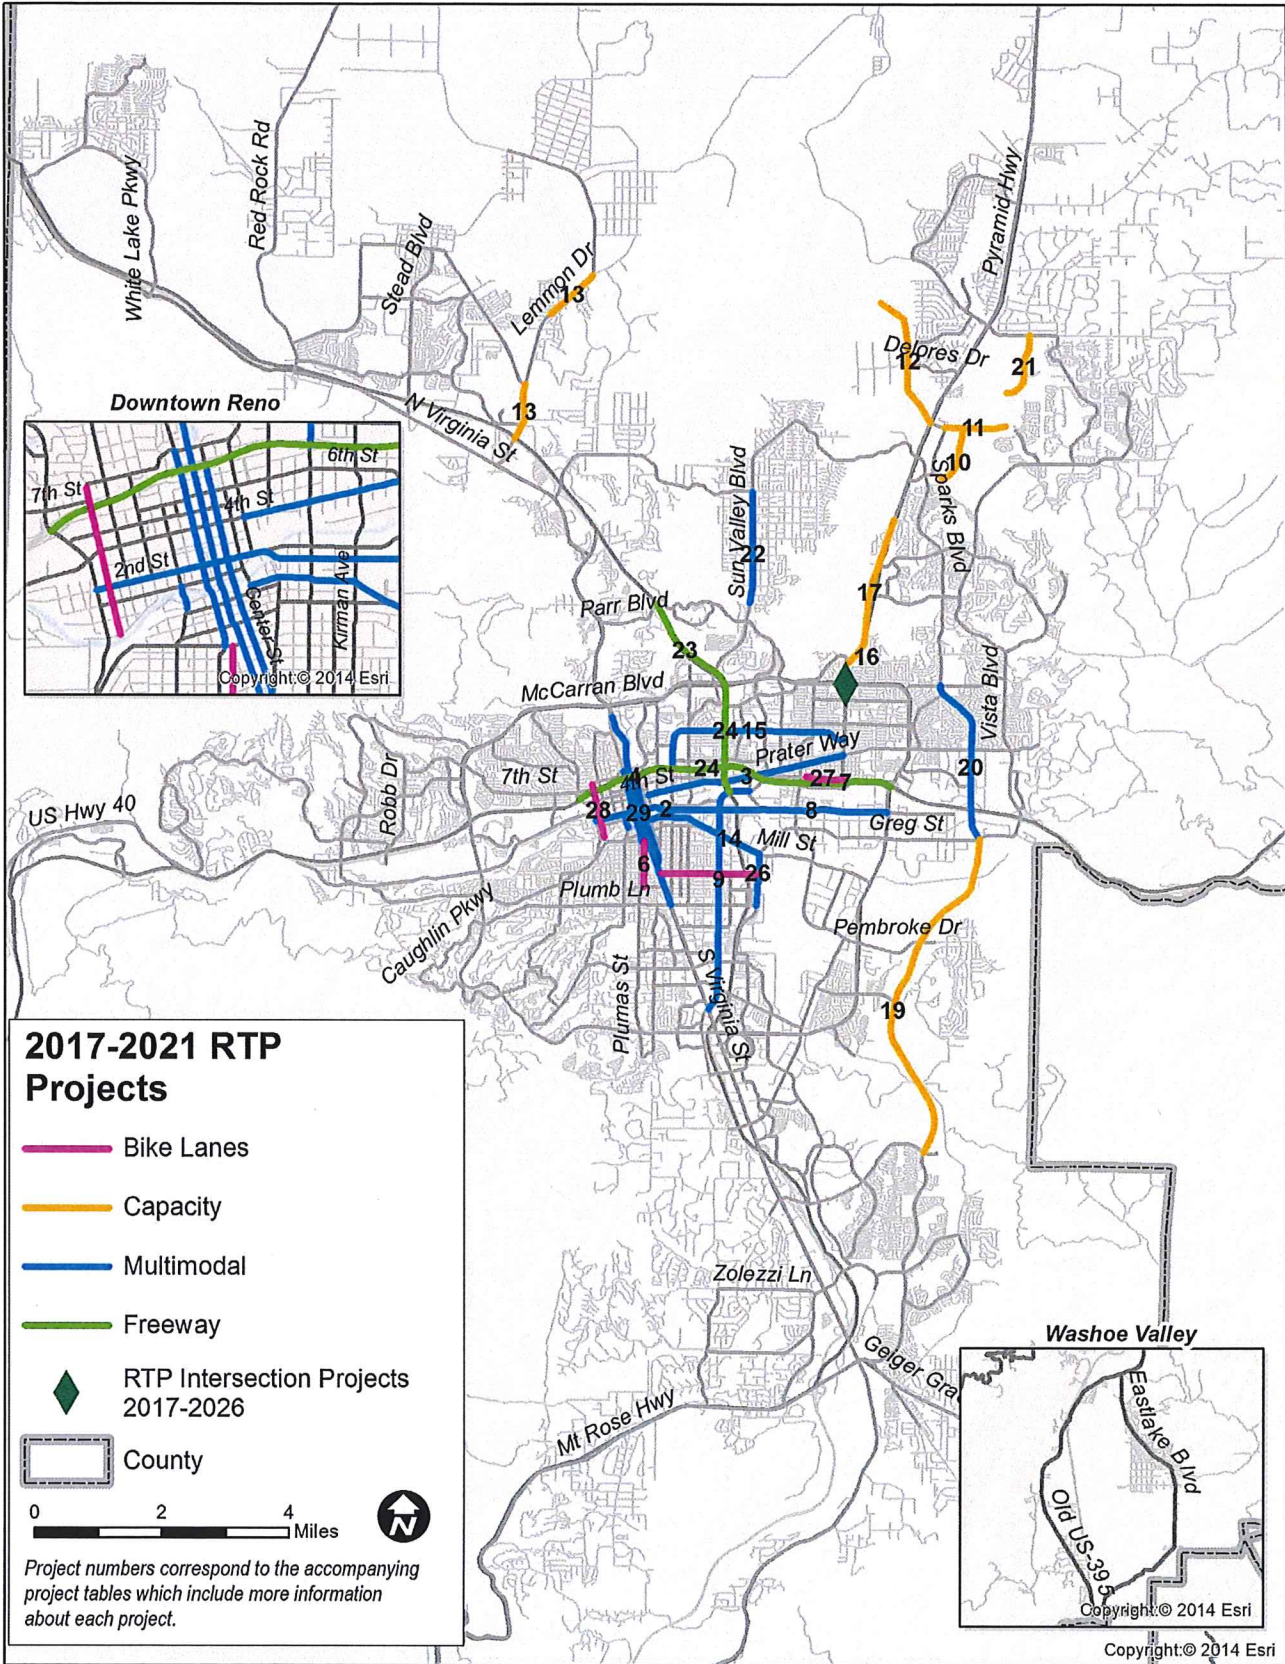 White Lake Pkwy
Red Rock Rd
Stead Blvd
Lemmon Dr
13
Pyramid Hwy
Delores Dr
12
21
13
N Virginia St
11
10
Sparks Blvd
Sun Valley Blvd
22
17
Downtown Reno
6th St
7th St
4th St
2nd St
Center St
Kirman Ave
Copyright:© 2014 Esri
Parr Blvd
23
16
McCarran Blvd
Vista Blvd
24
15
Prater Way
7th St
4
4th St
24
3
27
7
20
Robb Dr
US Hwy 40
28
29
2
8
Greg St
14
Mill St
6
9
26
Plumb Ln
Caughlin Pkwy
Pembroke Dr
Plumas St
S Virginia St
19
2017-2021 RTP
Projects
Bike Lanes
Capacity
Multimodal
Freeway
RTP Intersection Projects
2017-2026
County
0 2 4
Miles
N
Project numbers correspond to the accompanying
project tables which include more information
about each project.
Zolezzi Ln
Geiger Gra
Mt Rose Hwy
Washoe Valley
Eastlake Blvd
Old US-395
Copyright:© 2014 Esri
Copyright:© 2014 Esri